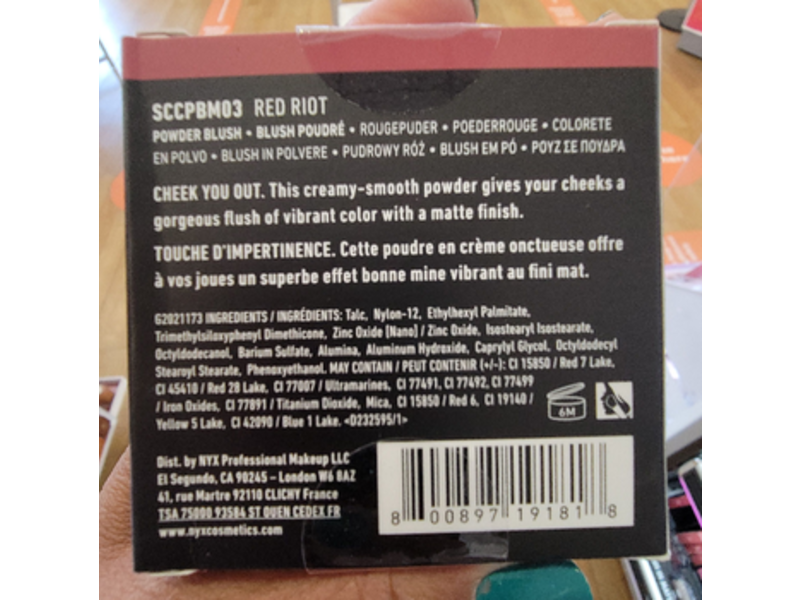 SCCPBM03 RED RIOT
POWDER BLUSH • BLUSH POUDRÉ • ROUGEPUDER • POEDERROUGE • COLORETE
EN POLVO • BLUSH IN POLVERE • PUDROWY RÓŻ • BLUSH EM PÓ • ΡΟΥΖ ΣΕ ΠΟΥΔΡΑ
CHEEK YOU OUT. This creamy-smooth powder gives your cheeks a
gorgeous flush of vibrant color with a matte finish.
TOUCHE D'IMPERTINENCE. Cette poudre en crème onctueuse offre
à vos joues un superbe effet bonne mine vibrant au fini mat.
G2021173 INGREDIENTS / INGRÉDIENTS: Talc, Nylon-12, Ethylhexyl Palmitate,
Trimethylsiloxyphenyl Dimethicone, Zinc Oxide [Nano] / Zinc Oxide, Isostearyl Isostearate,
Octyldodecanol, Barium Sulfate, Alumina, Aluminum Hydroxide, Caprylyl Glycol, Octyldodecyl
Stearoyl Stearate, Phenoxyethanol. MAY CONTAIN / PEUT CONTENIR (+/-): CI 15850 / Red 7 Lake,
CI 45410 / Red 28 Lake, CI 77007 / Ultramarines, CI 77491, CI 77492, CI 77499
/ Iron Oxides, CI 77891 / Titanium Dioxide, Mica, CI 15850 / Red 6, CI 19140 /
Yellow 5 Lake, CI 42090 / Blue 1 Lake. <D232595/1>
6M
Dist. by NYX Professional Makeup LLC
El Segundo, CA 90245 – London W6 8AZ
41, rue Martre 92110 CLICHY France
TSA 75000 93584 ST OUEN CEDEX FR
www.nyxcosmetics.com
8 00897 19181 8